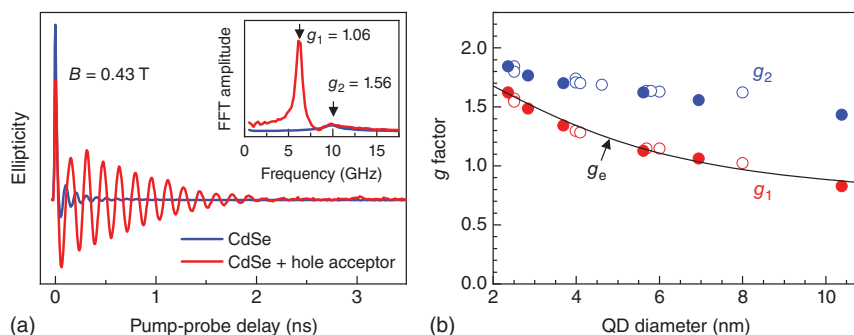 (a)
Ellipticity
B = 0.43 T
FFT amplitude
g1 = 1.06
g2 = 1.56
0
5
10
15
Frequency (GHz)
CdSe
CdSe + hole acceptor
0
1
2
3
Pump-probe delay (ns)
(b)
g factor
2.0
1.5
1.0
0.5
0.0
g2
ge
g1
2
4
6
8
10
QD diameter (nm)